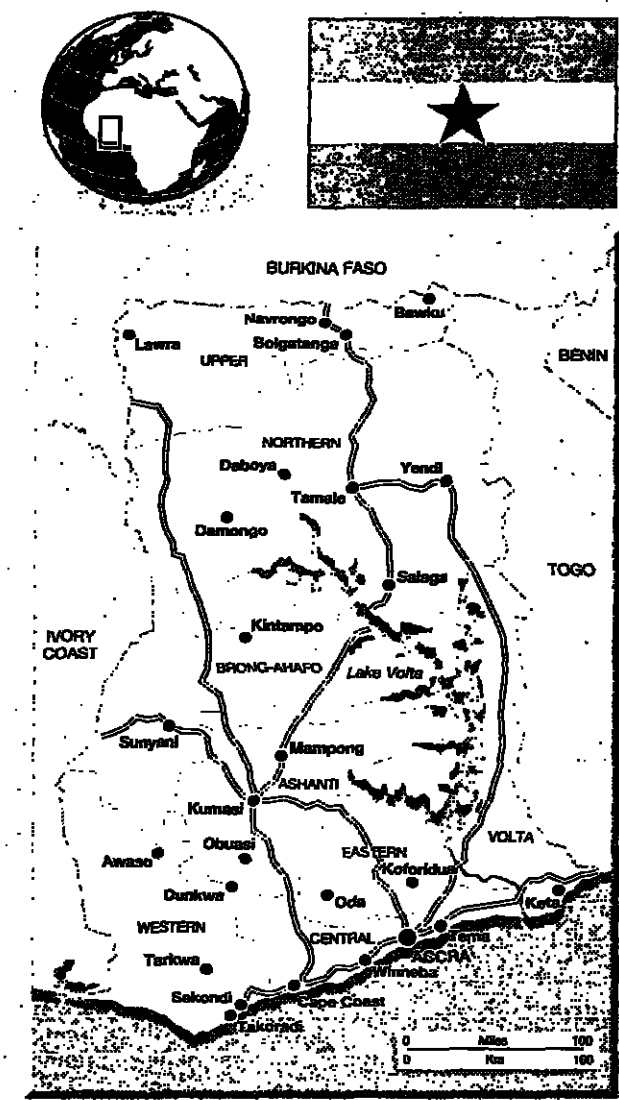 BURKINA FASO
Navrongo
Bawku
Lawra
Bolgatanga
UPPER
BENIN
NORTHERN
Daboya
Yendi
Tamale
Damongo
TOGO
Salaga
Kintampo
IVORY
COAST
BRONG-AHAFO
Lake Volta
Sunyani
Mampong
ASHANTI
Kumasi
Obuasi
VOLTA
EASTERN
Awaso
Koforidua
Dunkwa
Oda
Keta
WESTERN
CENTRAL
Tema
ACCRA
Tarkwa
Winneba
Sekondi
Cape Coast
Takoradi
0 Miles 100
0 Km 160